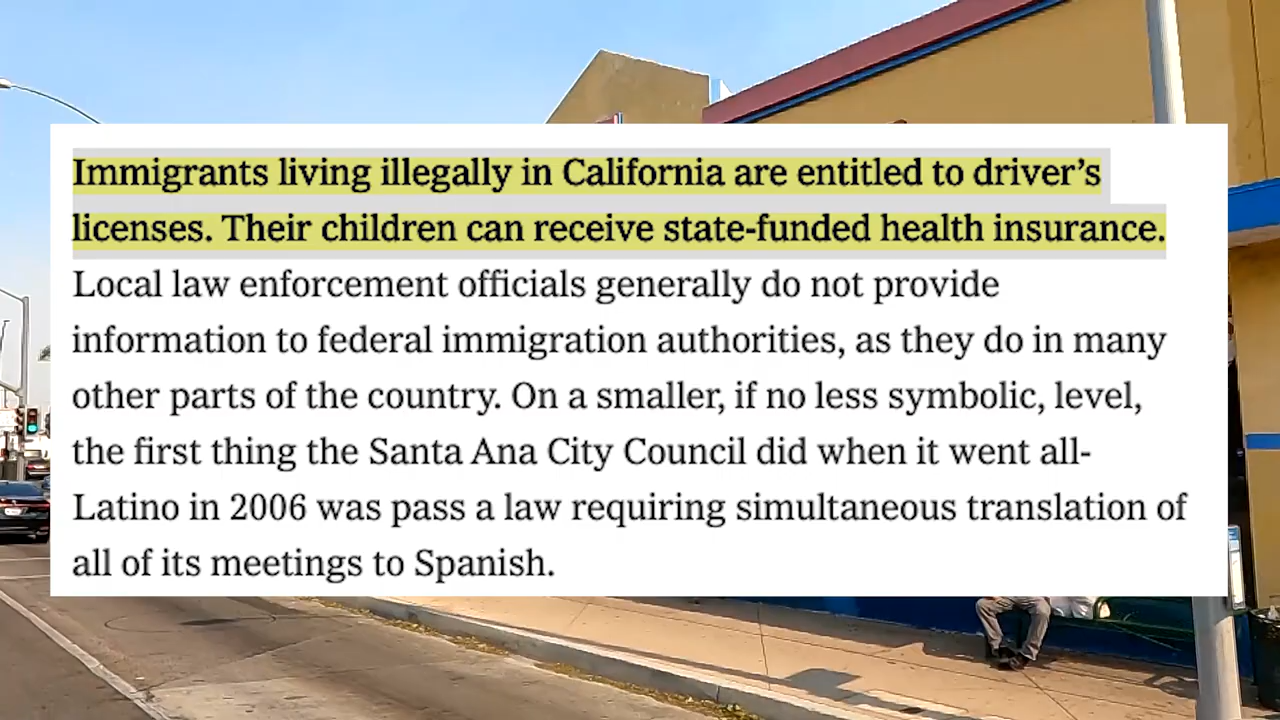 Immigrants living illegally in California are entitled to driver’s
licenses. Their children can receive state-funded health insurance.
Local law enforcement officials generally do not provide
information to federal immigration authorities, as they do in many
other parts of the country. On a smaller, if no less symbolic, level,
the first thing the Santa Ana City Council did when it went all-
Latino in 2006 was pass a law requiring simultaneous translation of
all of its meetings to Spanish.